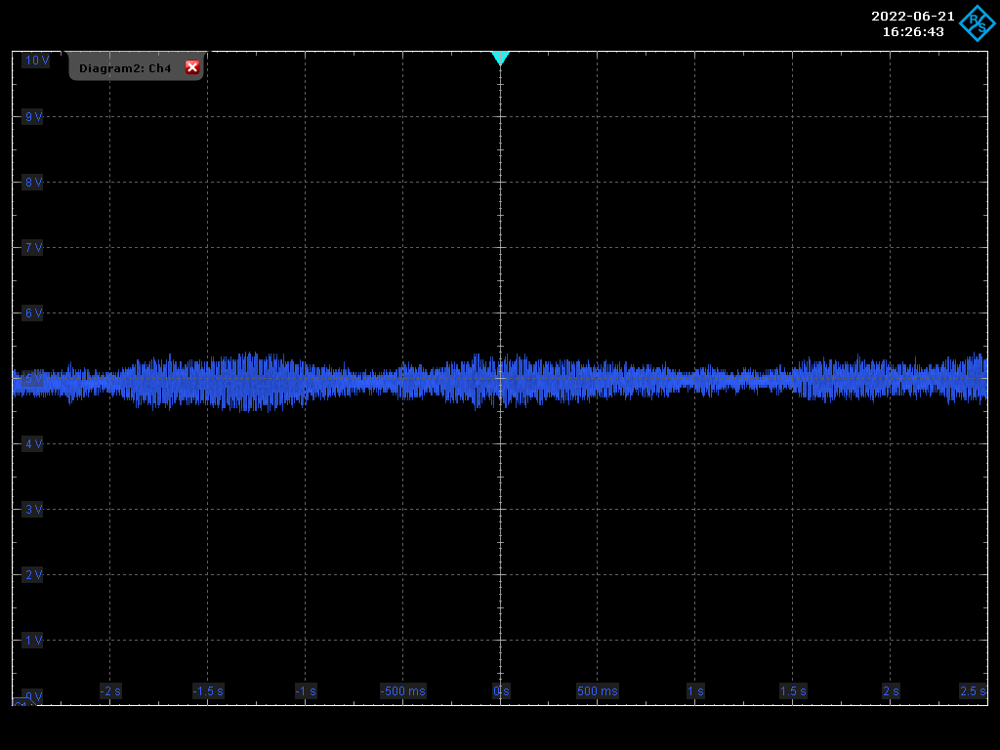 2022-06-21
16:26:43
R
S
Diagram2: Ch4
10 V
9 V
8 V
7 V
6 V
5 V
4 V
3 V
2 V
1 V
0 V
-2 s
-1.5 s
-1 s
-500 ms
0 s
500 ms
1 s
1.5 s
2 s
2.5 s